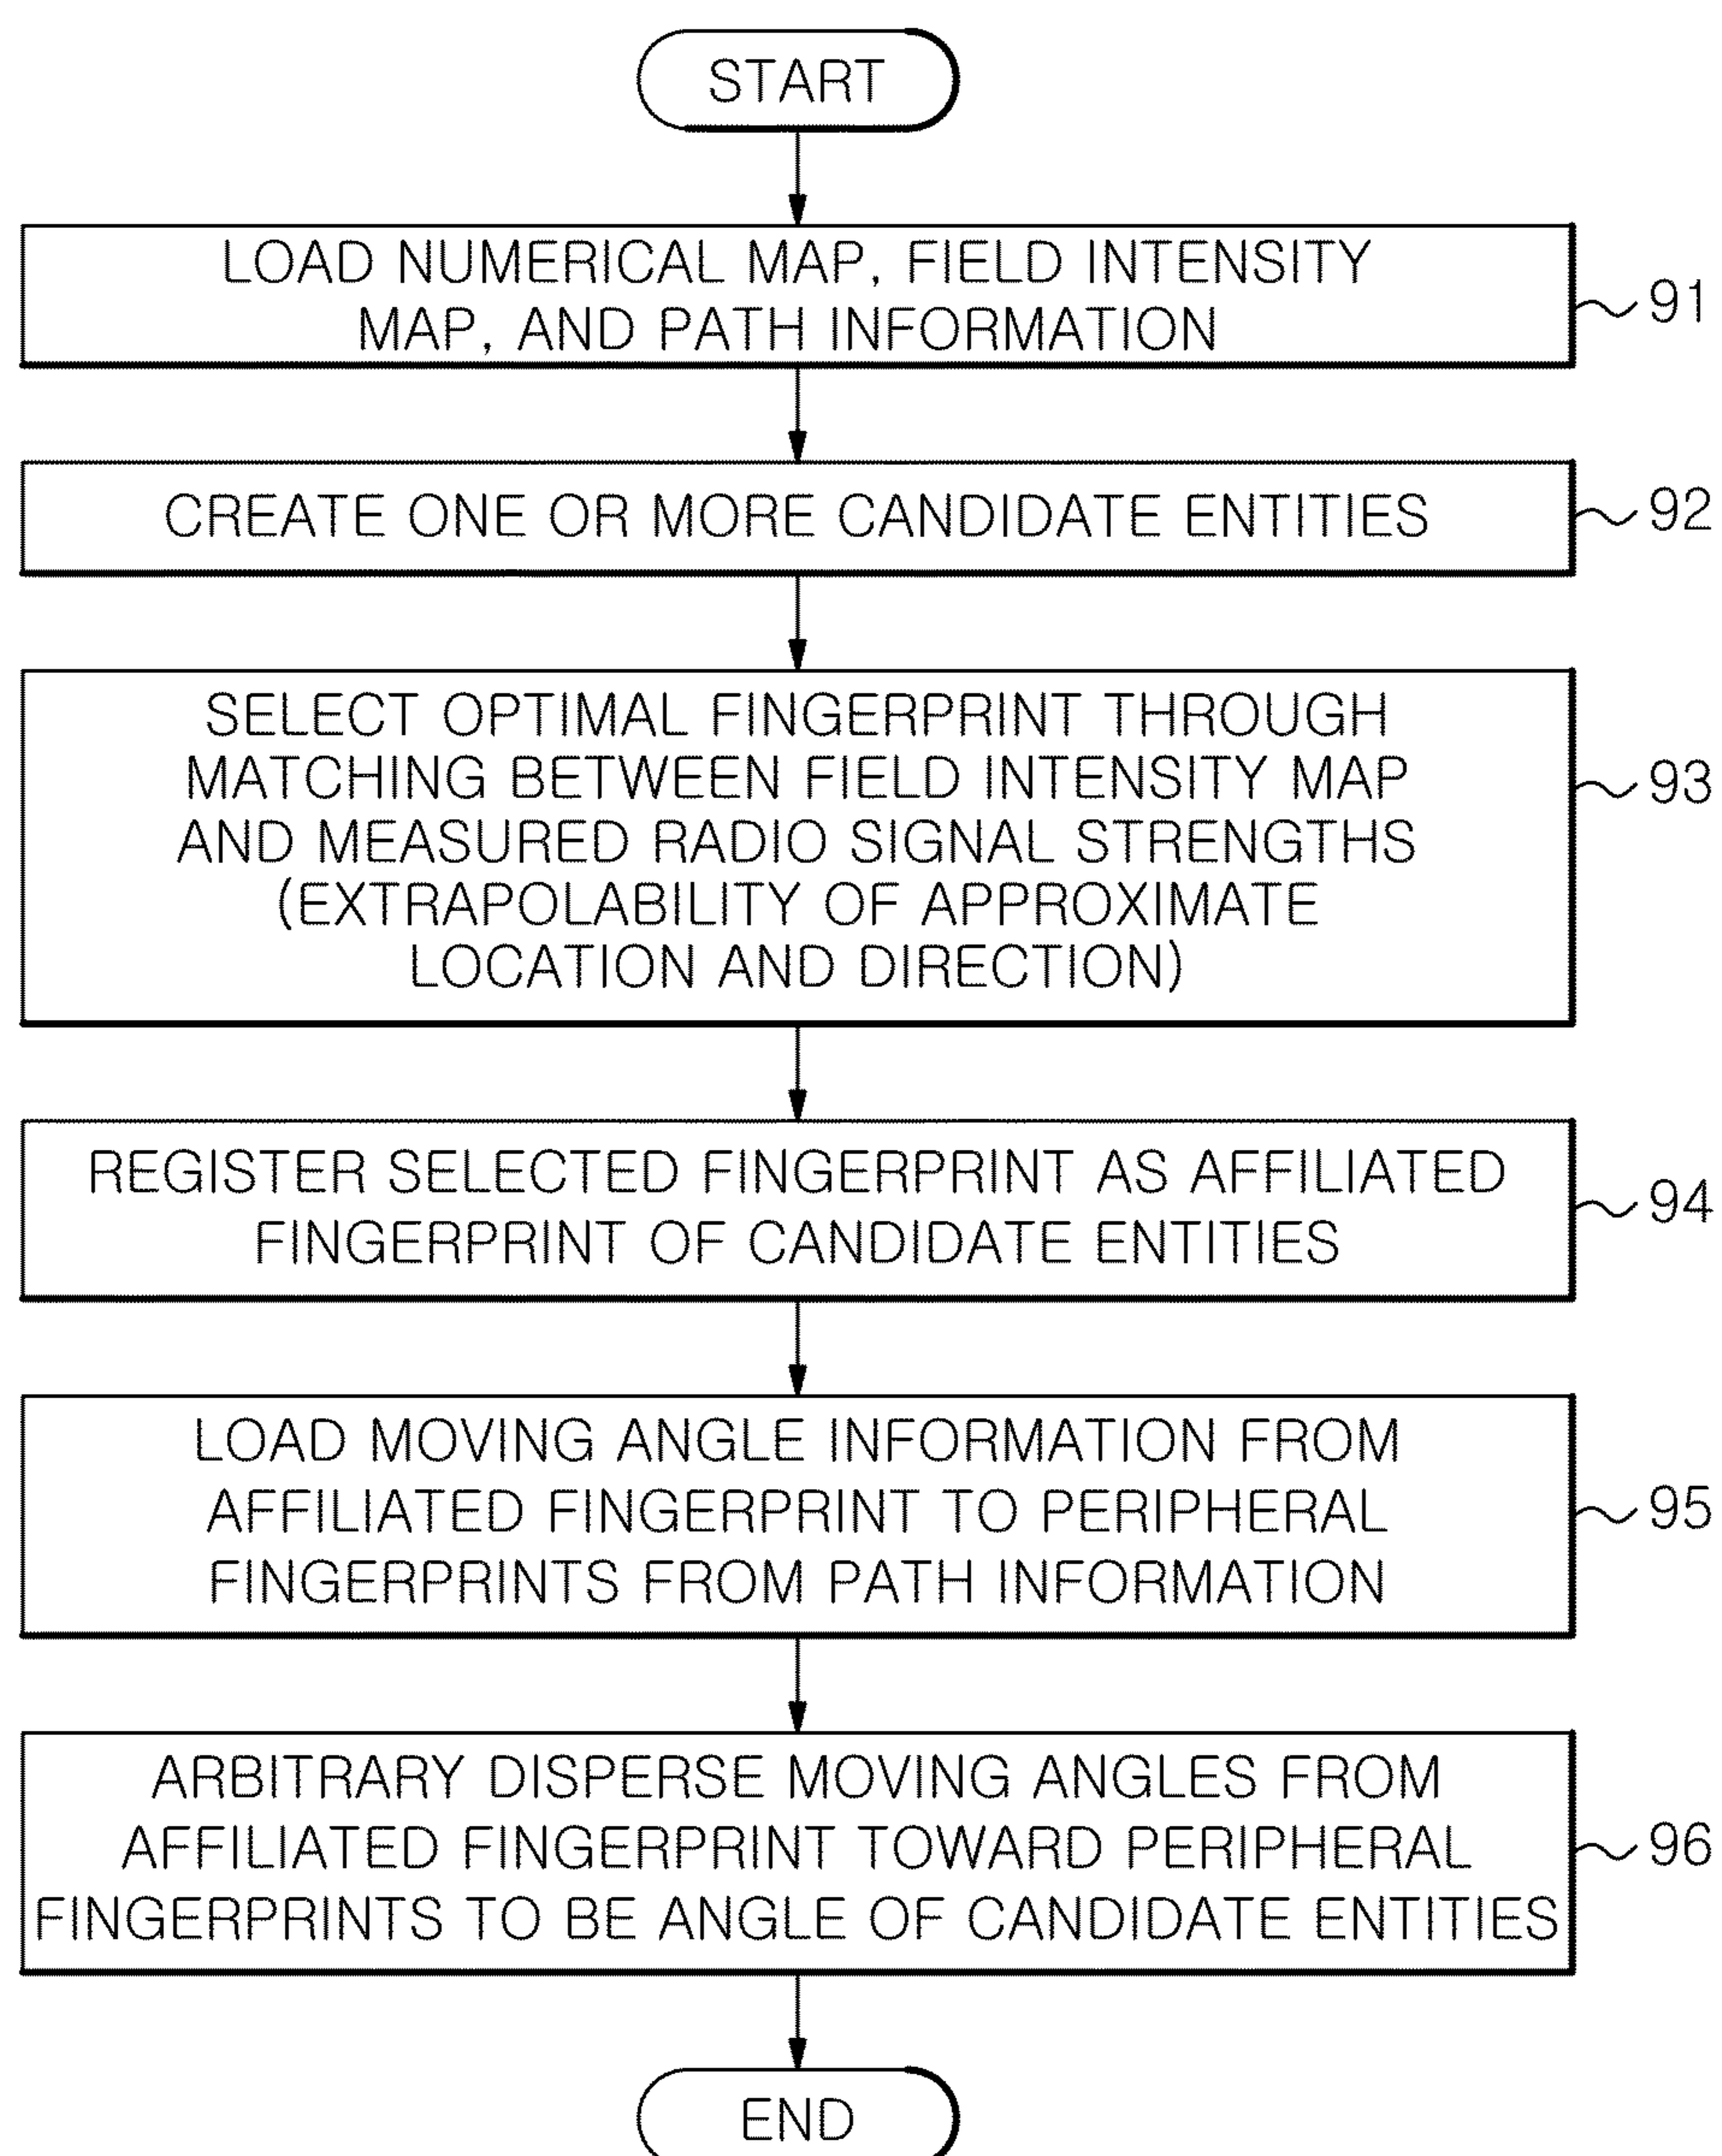 START
LOAD NUMERICAL MAP, FIELD INTENSITY
MAP, AND PATH INFORMATION
91
CREATE ONE OR MORE CANDIDATE ENTITIES
92
SELECT OPTIMAL FINGERPRINT THROUGH
MATCHING BETWEEN FIELD INTENSITY MAP
AND MEASURED RADIO SIGNAL STRENGTHS
(EXTRAPOLABILITY OF APPROXIMATE
LOCATION AND DIRECTION)
93
REGISTER SELECTED FINGERPRINT AS AFFILIATED
FINGERPRINT OF CANDIDATE ENTITIES
94
LOAD MOVING ANGLE INFORMATION FROM
AFFILIATED FINGERPRINT TO PERIPHERAL
FINGERPRINTS FROM PATH INFORMATION
95
ARBITRARY DISPERSE MOVING ANGLES FROM
AFFILIATED FINGERPRINT TOWARD PERIPHERAL
FINGERPRINTS TO BE ANGLE OF CANDIDATE ENTITIES
96
END